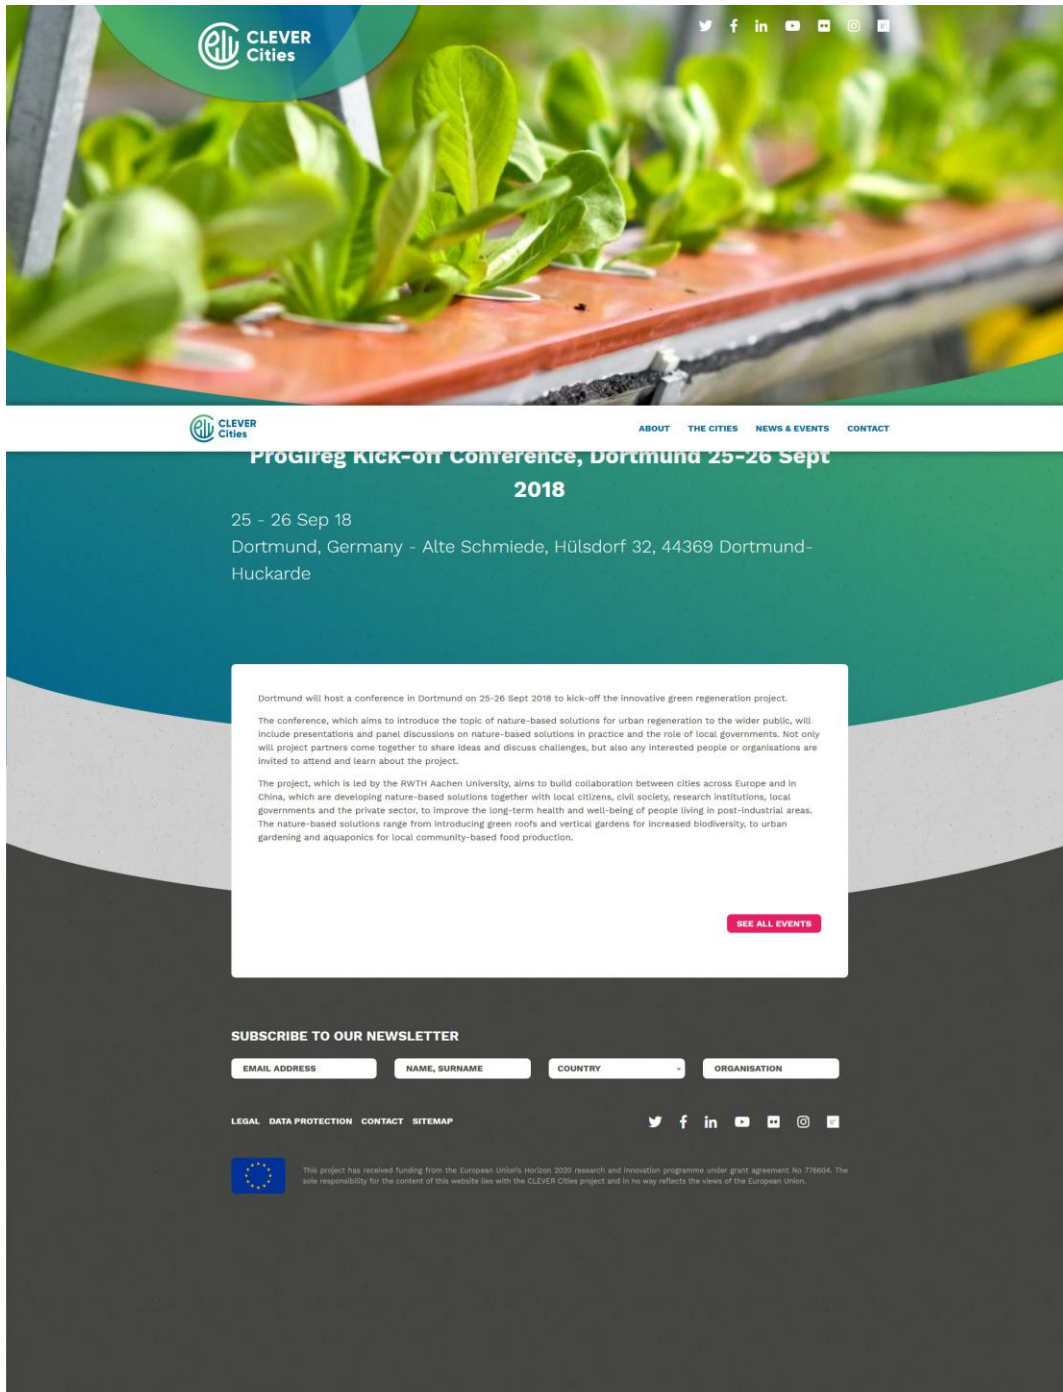 CLEVER
Cities
CLEVER
Cities
ABOUT THE CITIES NEWS & EVENTS CONTACT
ProGIreg Kick-off Conference, Dortmund 25-26 Sept
2018
25 - 26 Sep 18
Dortmund, Germany - Alte Schmiede, Hülsdorf 32, 44369 Dortmund-
Huckarde
Dortmund will host a conference in Dortmund on 25-26 Sept 2018 to kick-off the innovative green regeneration project.
The conference, which aims to introduce the topic of nature-based solutions for urban regeneration to the wider public, will
include presentations and panel discussions on nature-based solutions in practice and the role of local governments. Not only
will project partners come together to share ideas and discuss challenges, but also any interested people or organisations are
invited to attend and learn about the project.
The project, which is led by the RWTH Aachen University, aims to build collaboration between cities across Europe and in
China, which are developing nature-based solutions together with local citizens, civil society, research institutions, local
governments and the private sector, to improve the long-term health and well-being of people living in post-industrial areas.
The nature-based solutions range from introducing green roofs and vertical gardens for increased biodiversity, to urban
gardening and aquaponics for local community-based food production.
SEE ALL EVENTS
SUBSCRIBE TO OUR NEWSLETTER
EMAIL ADDRESS NAME, SURNAME COUNTRY ORGANISATION
LEGAL DATA PROTECTION CONTACT SITEMAP
This project has received funding from the European Union's Horizon 2020 research and innovation programme under grant agreement No 776604. The
sole responsibility for the content of this website lies with the CLEVER Cities project and in no way reflects the views of the European Union.